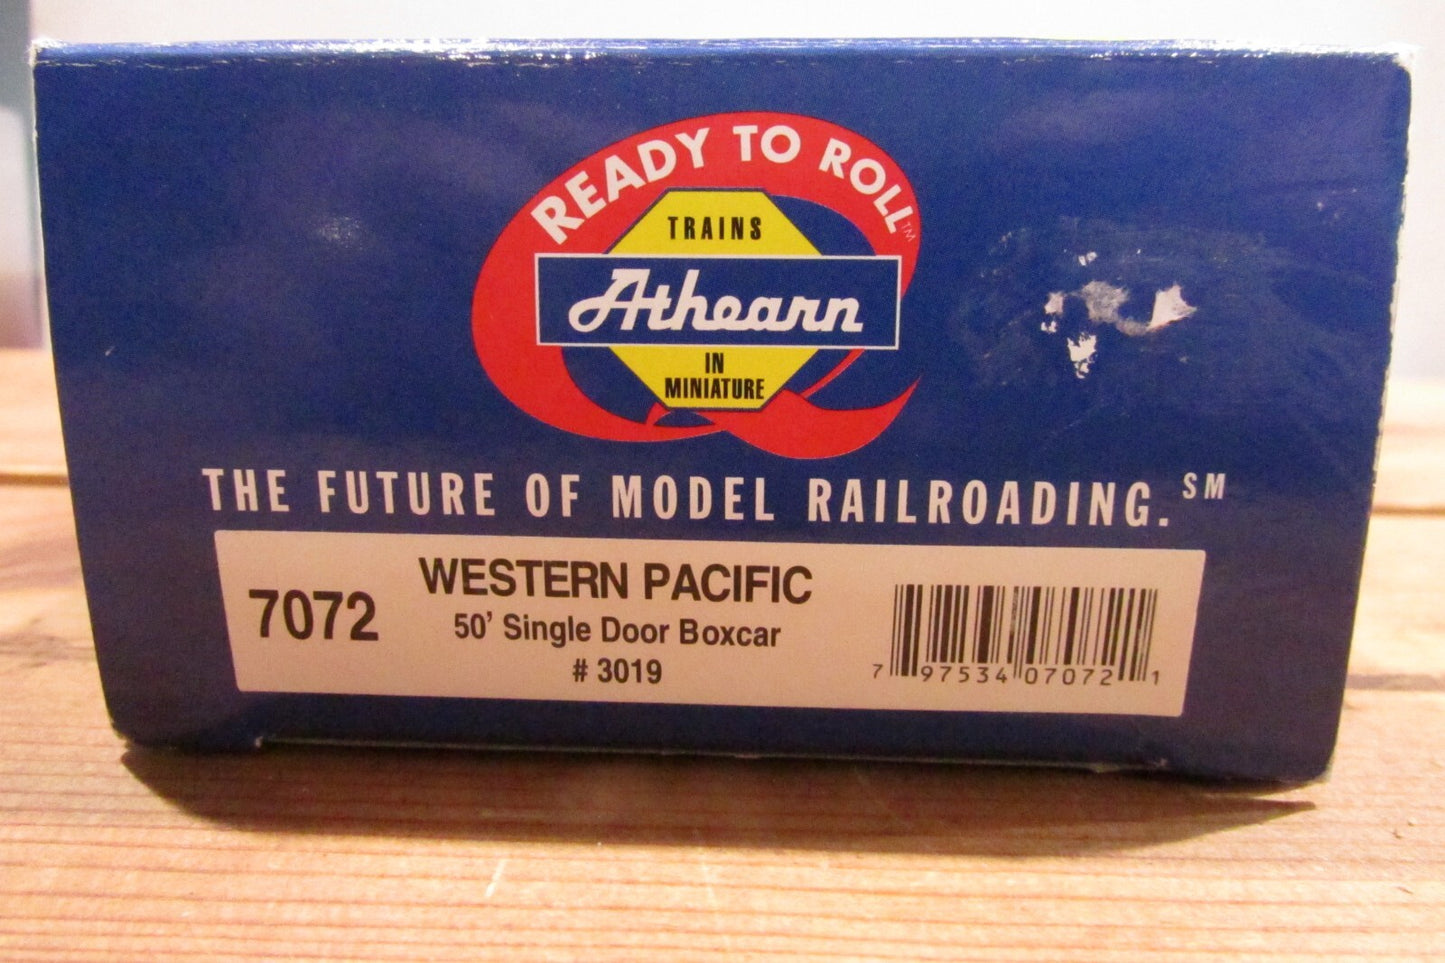 READY TO ROLL™
TRAINS
Athearn
IN
MINIATURE
THE FUTURE OF MODEL RAILROADING.℠
7072
WESTERN PACIFIC
50' Single Door Boxcar
# 3019
7 97534 07072 1